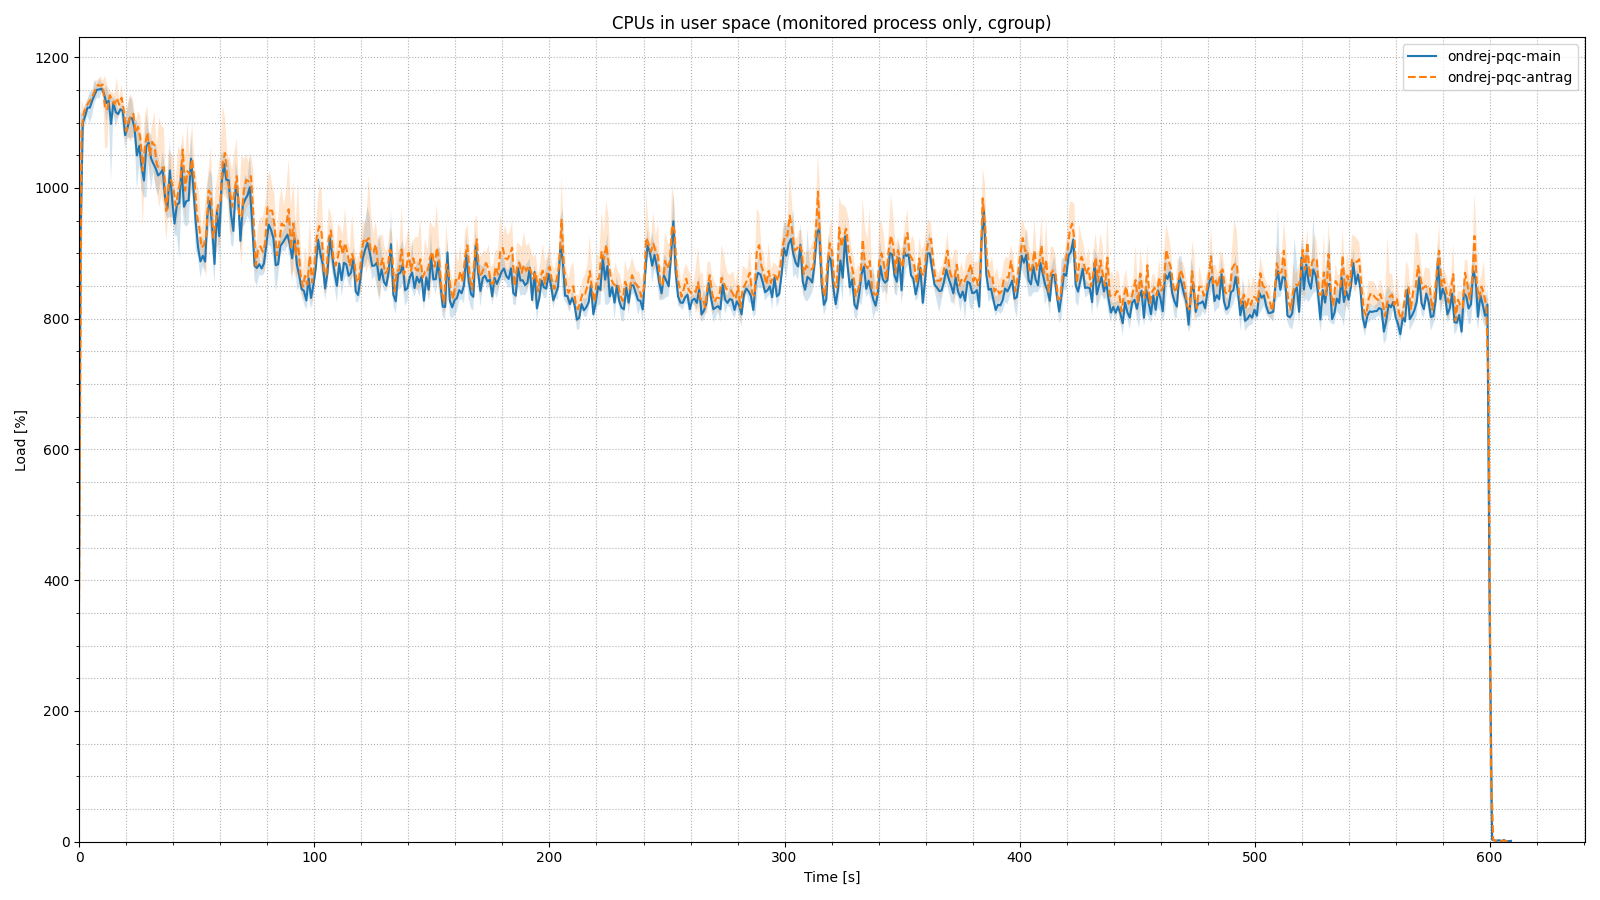 CPUs in user space (monitored process only, cgroup)
ondrej-pqc-main
ondrej-pqc-antrag
Load [%]
1200
1000
800
600
400
200
0
0 100 200 300 400 500 600
Time [s]